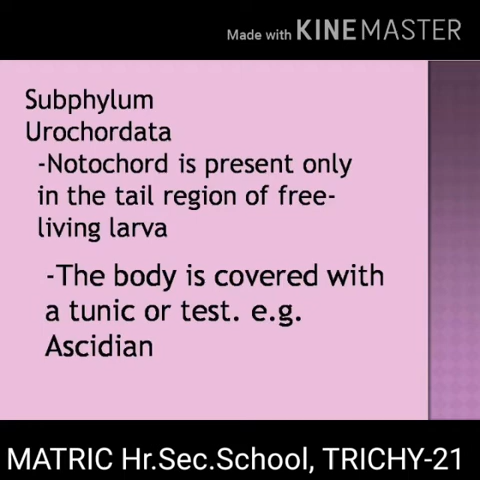 Made with KINEMASTER
Subphylum
Urochordata
-Notochord is present only
in the tail region of free-
living larva
-The body is covered with
a tunic or test. e.g.
Ascidian
MATRIC Hr.Sec.School, TRICHY-21